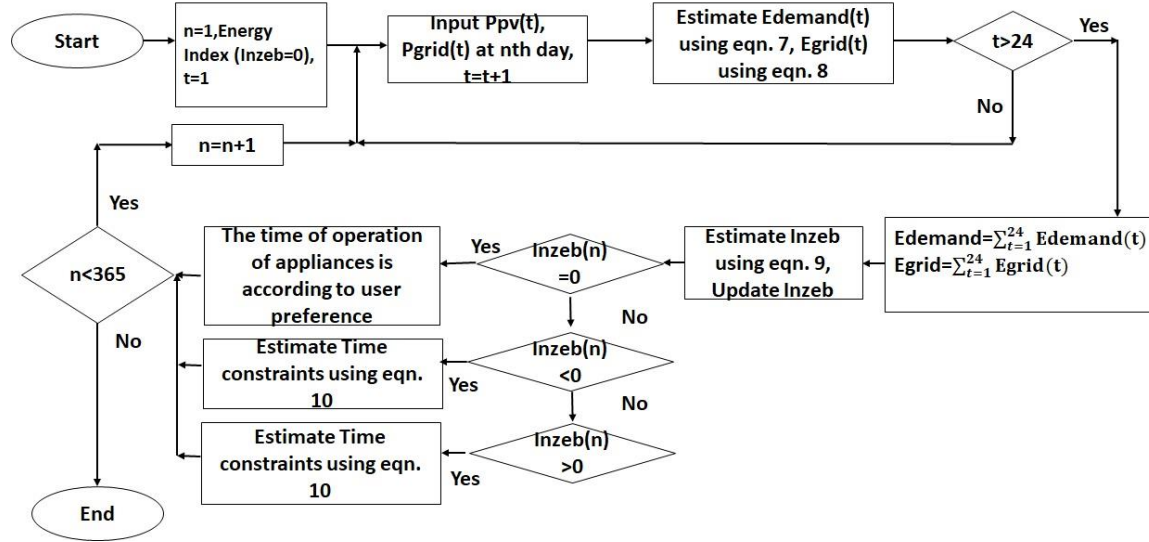 Start
n=1,Energy
Index (Inzeb=0),
t=1
Input Ppv(t),
Pgrid(t) at nth day,
t=t+1
Estimate Edemand(t)
using eqn. 7, Egrid(t)
using eqn. 8
t>24
Yes
No
n=n+1
Yes
n<365
No
The time of operation
of appliances is
according to user
preference
Yes
Inzeb(n)
=0
Estimate Inzeb
using eqn. 9,
Update Inzeb
Edemand=∑_{t=1}^{24} Edemand(t)
Egrid=∑_{t=1}^{24} Egrid(t)
No
Estimate Time
constraints using eqn.
10
Yes
Inzeb(n)
<0
No
Estimate Time
constraints using eqn.
10
Yes
Inzeb(n)
>0
End